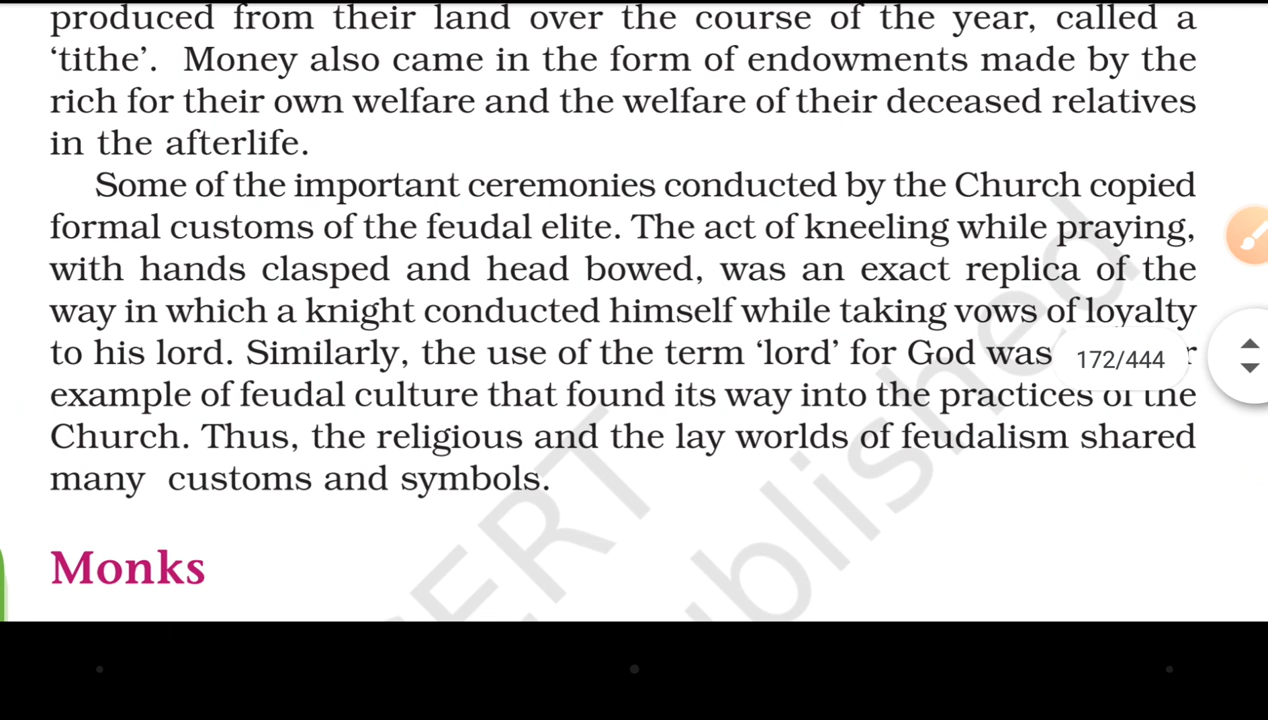 produced from their land over the course of the year, called a
‘tithe’. Money also came in the form of endowments made by the
rich for their own welfare and the welfare of their deceased relatives
in the afterlife.
Some of the important ceremonies conducted by the Church copied
formal customs of the feudal elite. The act of kneeling while praying,
with hands clasped and head bowed, was an exact replica of the
way in which a knight conducted himself while taking vows of loyalty
to his lord. Similarly, the use of the term ‘lord’ for God was
172/444
example of feudal culture that found its way into the practices of the
Church. Thus, the religious and the lay worlds of feudalism shared
many customs and symbols.
Monks